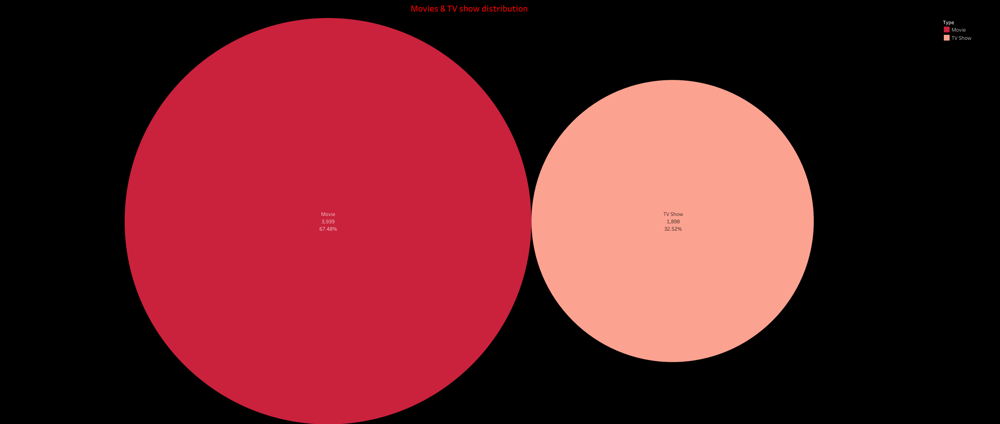 Movies & TV show distribution
Type
Movie
TV Show
Movie
3,939
67.48%
TV Show
1,898
32.52%